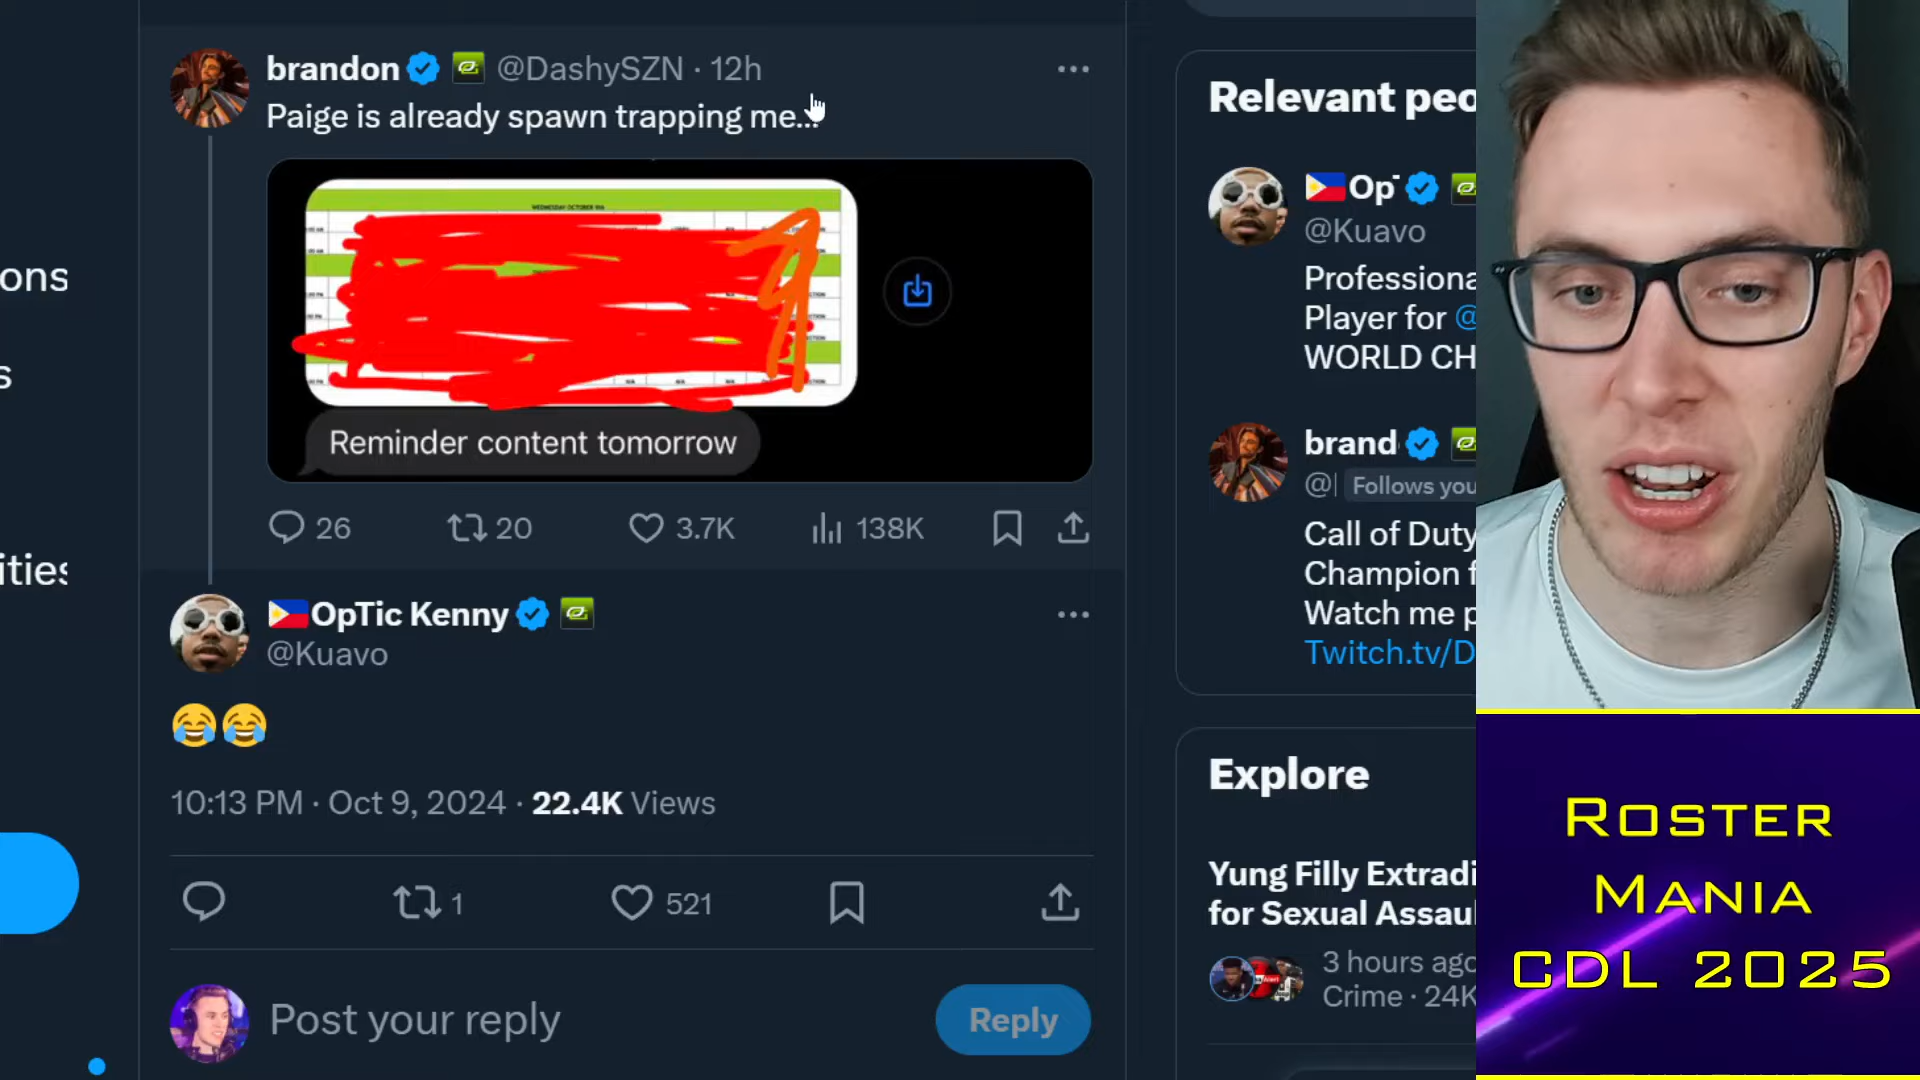 brandon @DashySZN · 12h
Paige is already spawn trapping me...
WEDNESDAY OCTOBER 9th
Reminder content tomorrow
26 20 3.7K 138K
OpTic Kenny
@Kuavo
😂😂
10:13 PM · Oct 9, 2024 · 22.4K Views
1 521
Post your reply
Reply
ons
s
ities
Relevant peo
Op
@Kuavo
Professiona
Player for @
WORLD CH
brand
@ Follows you
Call of Duty
Champion f
Watch me p
Twitch.tv/D
Explore
Yung Filly Extradi
for Sexual Assau
3 hours ago
Crime · 24K
ROSTER
MANIA
CDL 2025